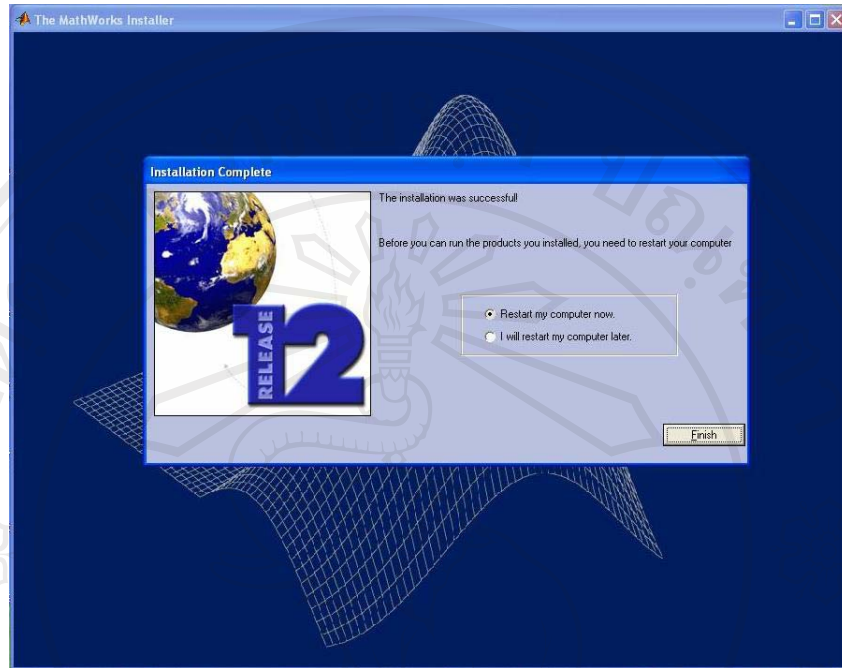 The MathWorks Installer
Installation Complete
The installation was successful!
Before you can run the products you installed, you need to restart your computer
RELEASE 12
Restart my computer now.
I will restart my computer later.
Finish